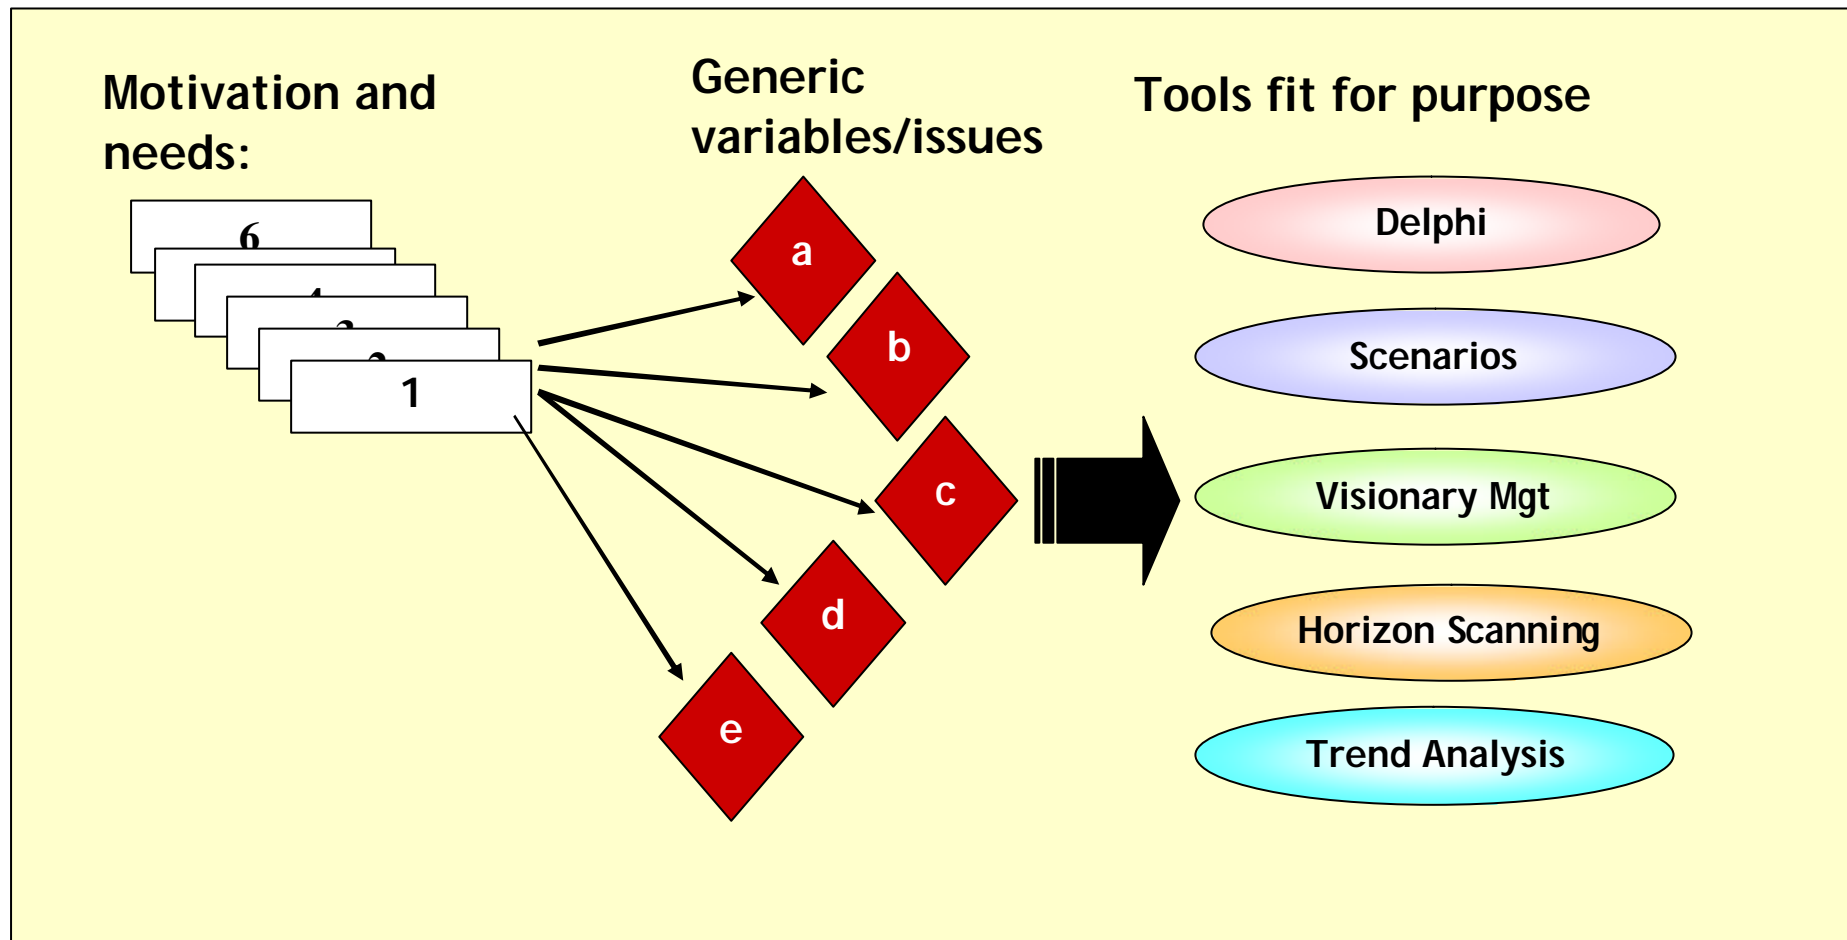 Motivation and
needs:
Generic
variables/issues
Tools fit for purpose
6
1
a
b
c
d
e
Delphi
Scenarios
Visionary Mgt
Horizon Scanning
Trend Analysis